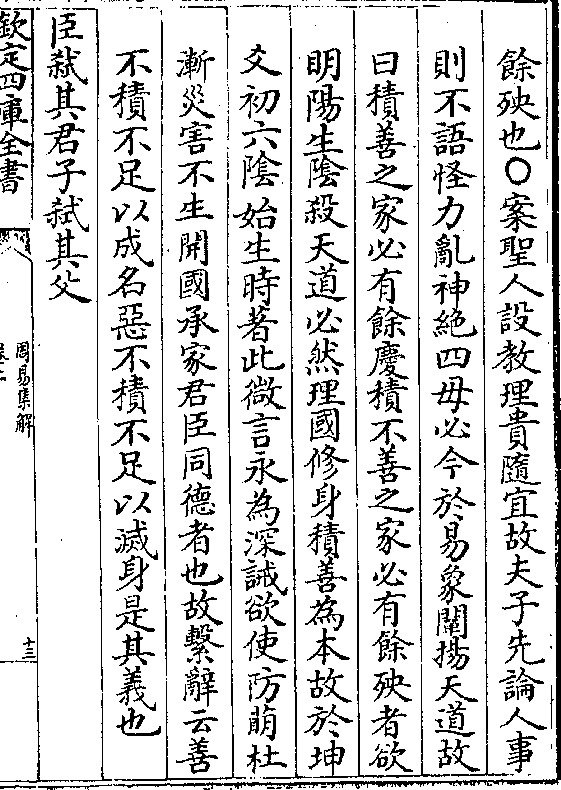 餘殃也○案聖人設教理貴隨宜故夫子先論人事
則不語怪力亂神絕四毋必今於易象闡揚天道故
曰積善之家必有餘慶積不善之家必有餘殃者欲
明陽生陰殺天道必然理國修身積善為本故於坤
爻初六陰始生時著此微言永為深誡欲使防萌杜
漸災害不生開國承家君臣同德者也故繫辭云善
不積不足以成名惡不積不足以滅身是其義也
臣弒其君子弒其父
欽定四庫全書
周易集解
卷二
十三